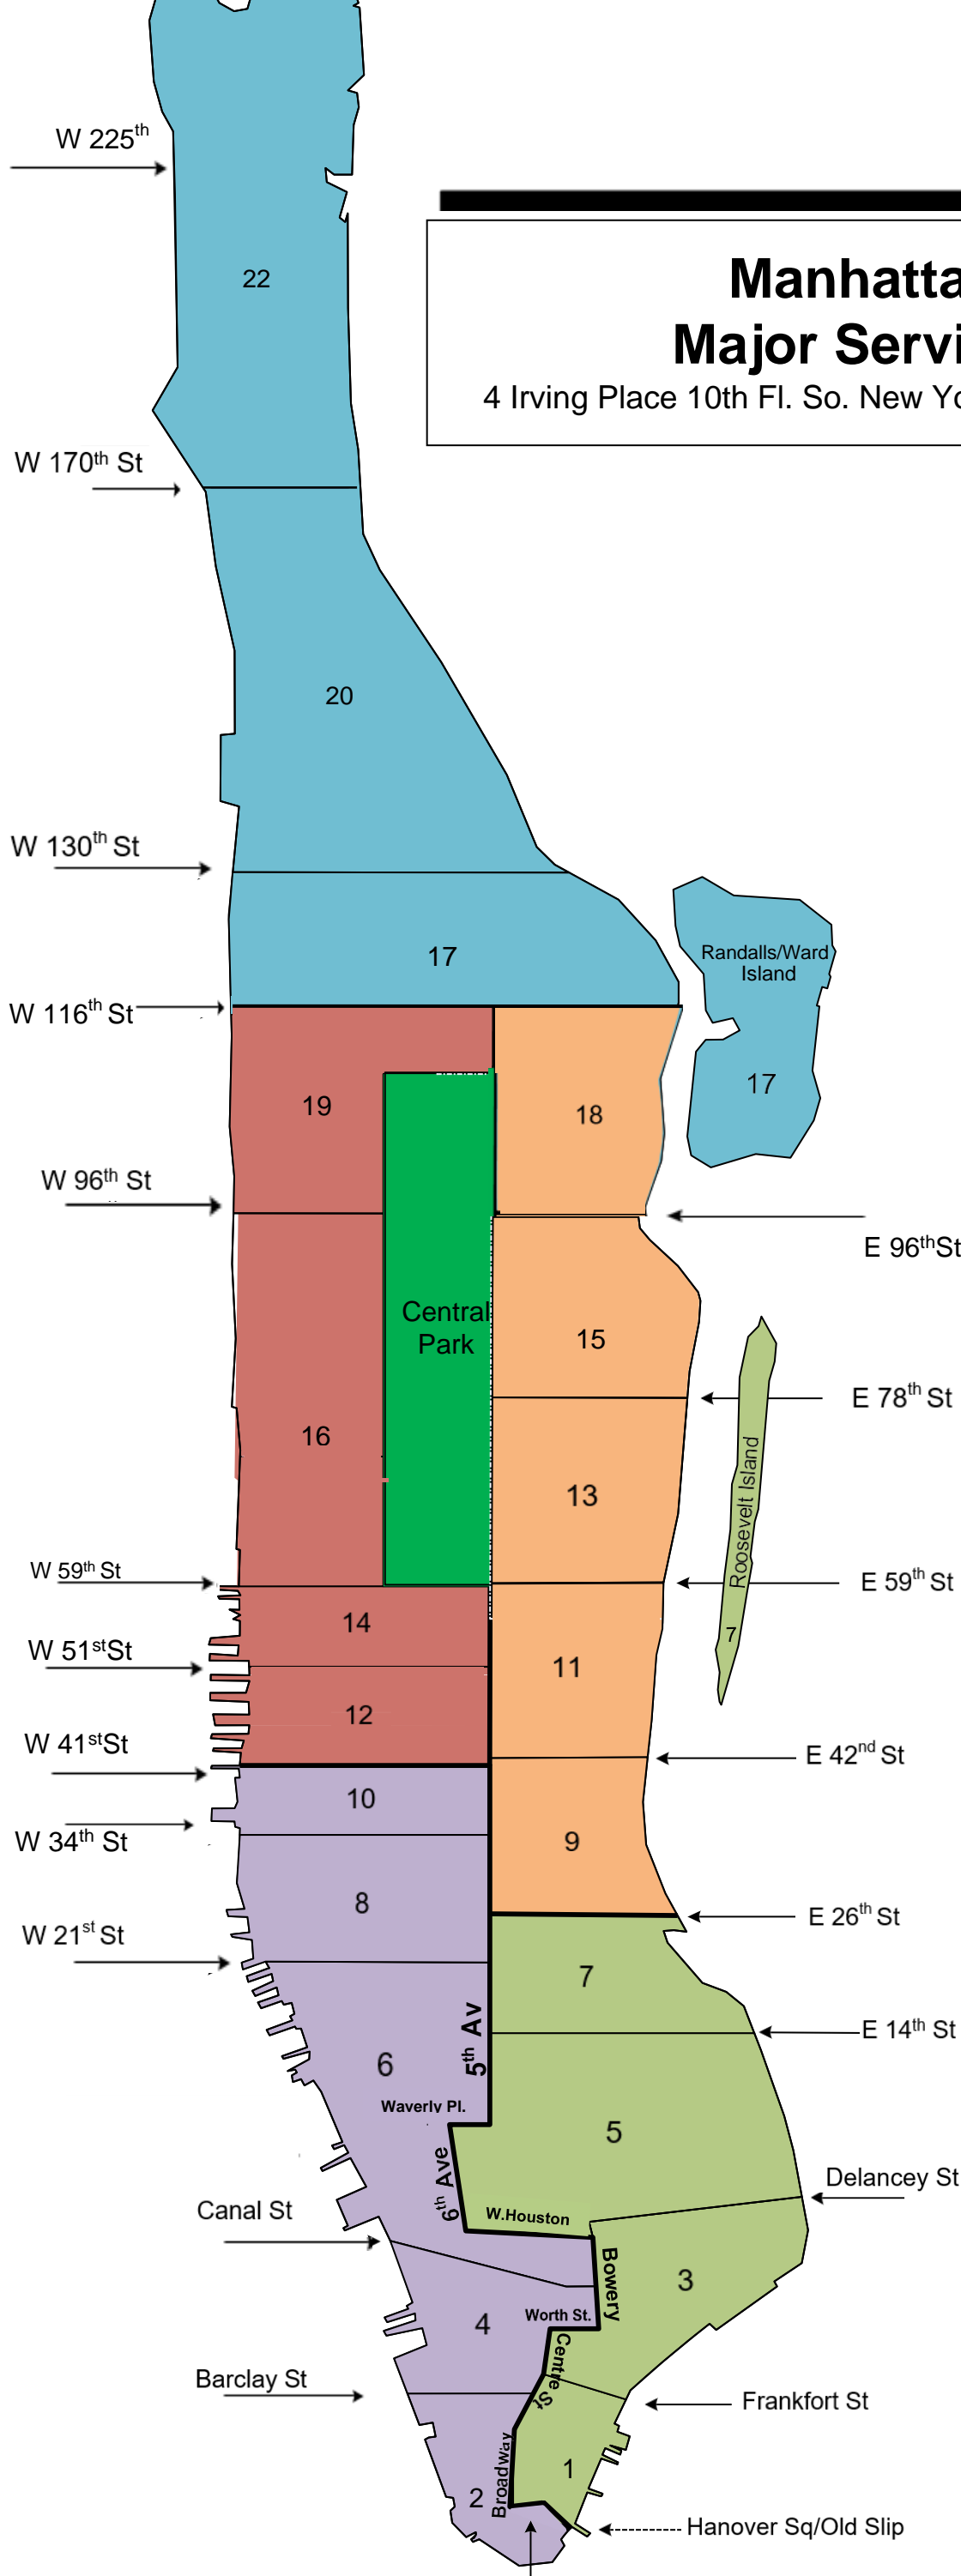 W 225th
Manhatta
Major Servi
22
4 Irving Place 10th Fl. So. New Yo
W 170th St
20
W 130th St
Randalls/Ward
Island
17
W 116th St
17
19
18
W 96th St
E 96thSt
Central
Park
15
E 78th St
16
13
Roosevelt Island
W 59th St
E 59th St
14
7
W 51stSt
11
12
W 41stSt
E 42nd St
10
W 34th St
9
8
E 26th St
W 21st St
7
5th Av
E 14th St
6
Waverly Pl.
5
6th Ave
Delancey St
Canal St
W.Houston
Bowery
3
4
Worth St.
Centre St
Barclay St
Frankfort St
Broadway
1
2
Hanover Sq/Old Slip